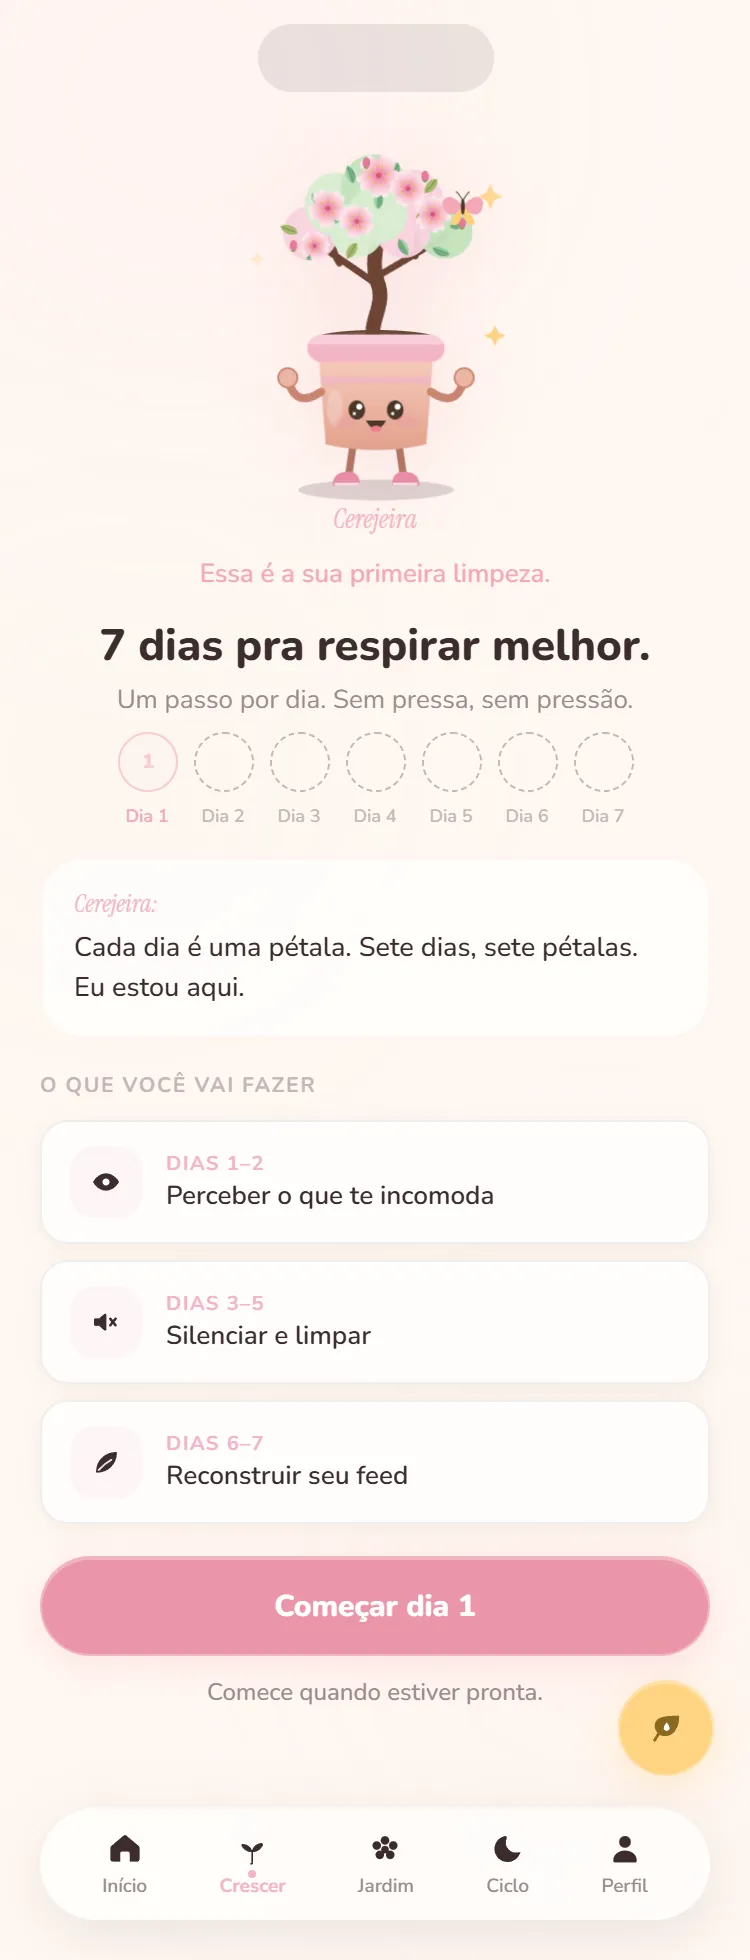 Cerejeira
Essa é a sua primeira limpeza.
7 dias pra respirar melhor.
Um passo por dia. Sem pressa, sem pressão.
1
Dia 1 Dia 2 Dia 3 Dia 4 Dia 5 Dia 6 Dia 7
Cerejeira:
Cada dia é uma pétala. Sete dias, sete pétalas.
Eu estou aqui.
O QUE VOCÊ VAI FAZER
DIAS 1–2
Perceber o que te incomoda
DIAS 3–5
Silenciar e limpar
DIAS 6–7
Reconstruir seu feed
Começar dia 1
Comece quando estiver pronta.
Início Crescer Jardim Ciclo Perfil